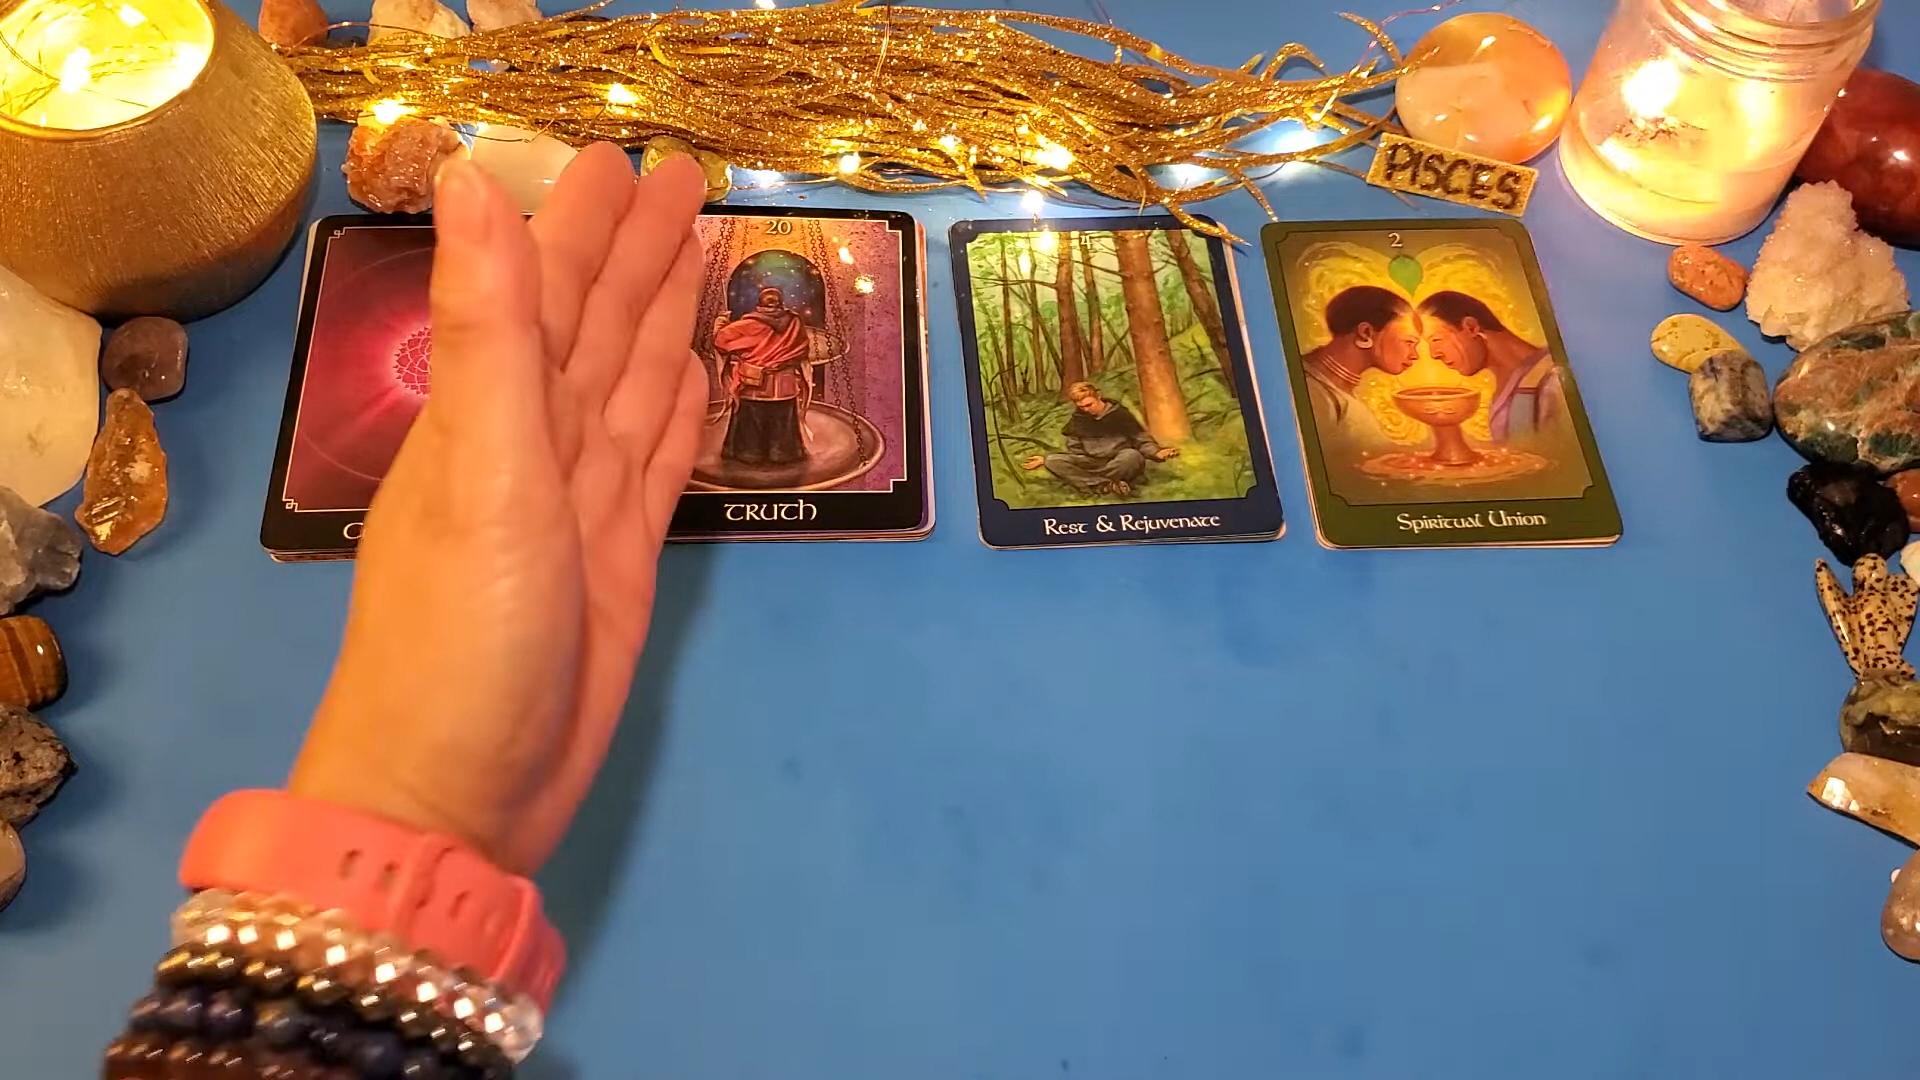 PISCES
20
4
2
TRUTH
Rest & Rejuvenate
Spiritual Union